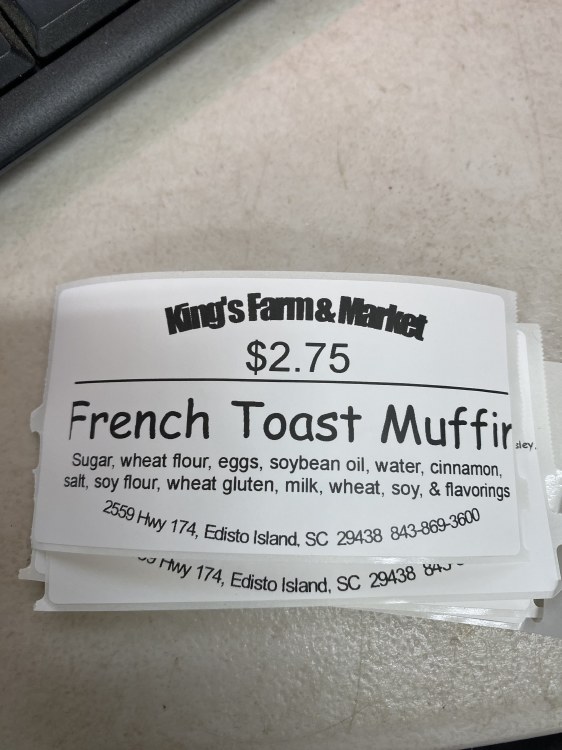 King's Farm & Market
$2.75
French Toast Muffin
Sugar, wheat flour, eggs, soybean oil, water, cinnamon,
salt, soy flour, wheat gluten, milk, wheat, soy, & flavorings
2559 Hwy 174, Edisto Island, SC 29438 843-869-3600
Hwy 174, Edisto Island, SC 29438